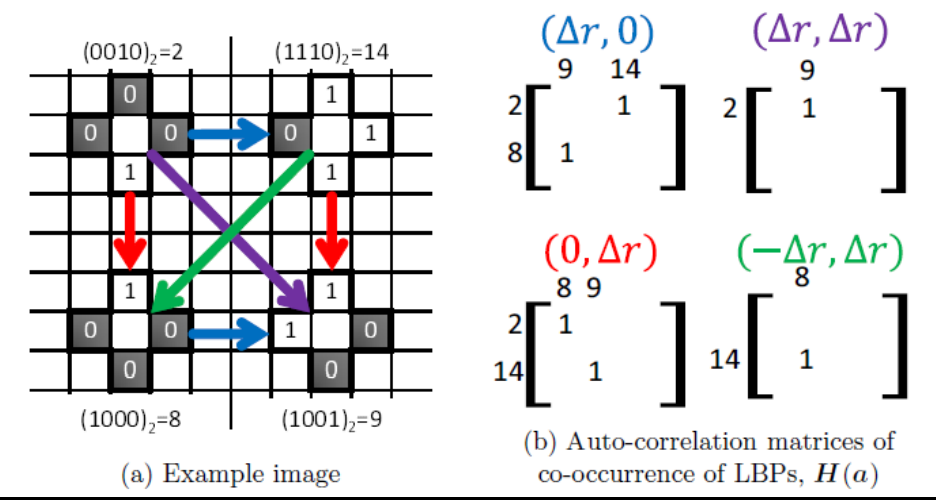 (0010)₂=2 (1110)₂=14
0 1
0 0 0 1
1 1
1 1
0 0 1 0
0 0
(1000)₂=8 (1001)₂=9
(a) Example image
(Δr, 0)
9 14
2 1
8 1
(Δr, Δr)
9
2 1
(0, Δr)
8 9
2 1
14 1
(−Δr, Δr)
8
14 1
(b) Auto-correlation matrices of
co-occurrence of LBPs, H(a)